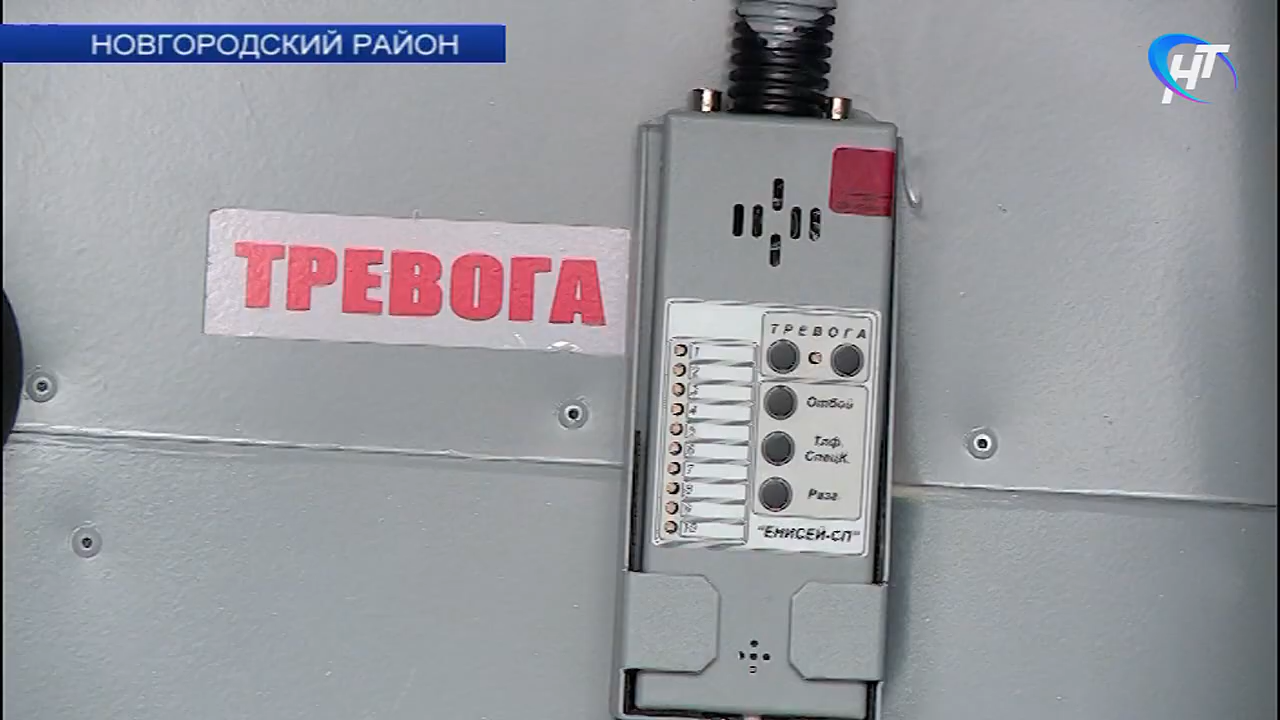 НОВГОРОДСКИЙ РАЙОН
НТ
ТРЕВОГА
ТРЕВОГА
1
2
3
4
5
6
7
8
9
10
Отбой
Тлф.
СпецК.
Разг.
"ЕНИСЕЙ-СП"